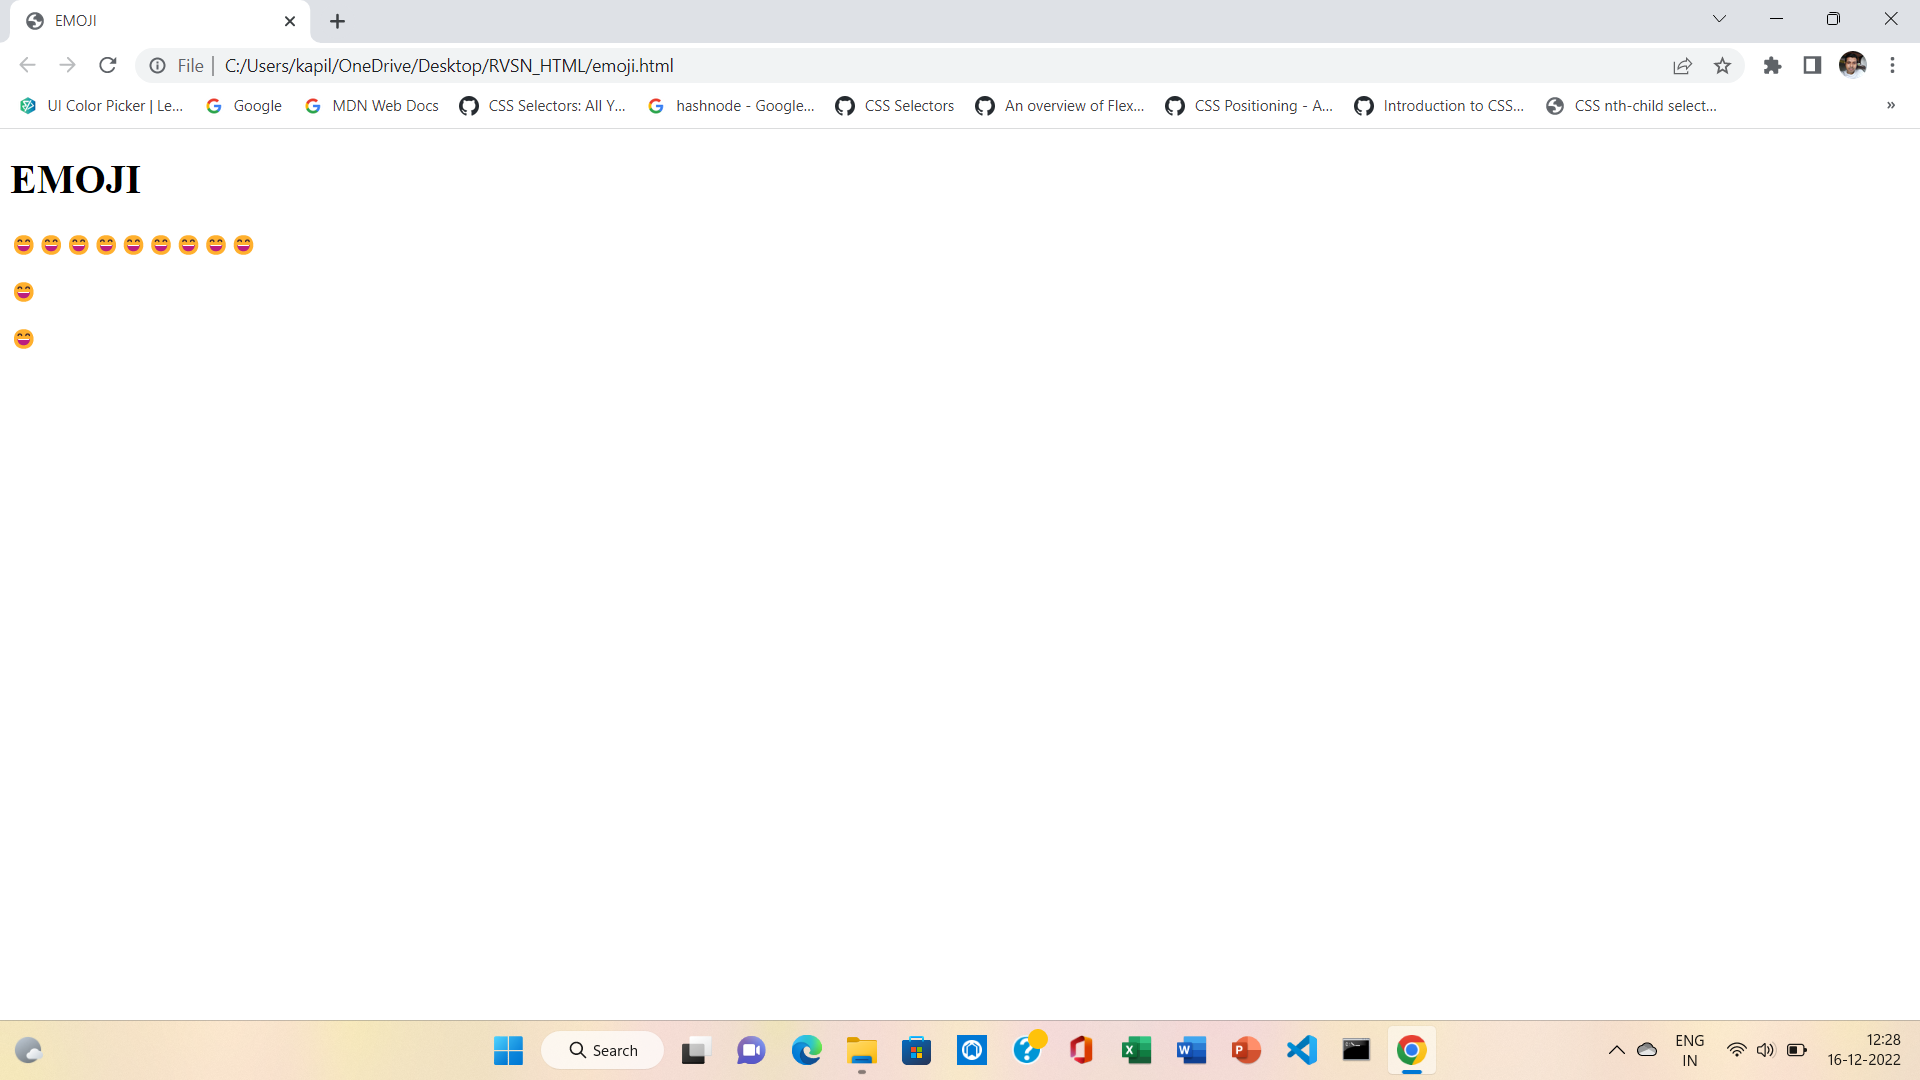 EMOJI
File | C:/Users/kapil/OneDrive/Desktop/RVSN_HTML/emoji.html
UI Color Picker | Le... Google MDN Web Docs CSS Selectors: All Y... hashnode - Google... CSS Selectors An overview of Flex... CSS Positioning - A... Introduction to CSS... CSS nth-child select... »
EMOJI
😄 😄 😄 😄 😄 😄 😄 😄 😄
😄
😄
Search
ENG
IN
12:28
16-12-2022